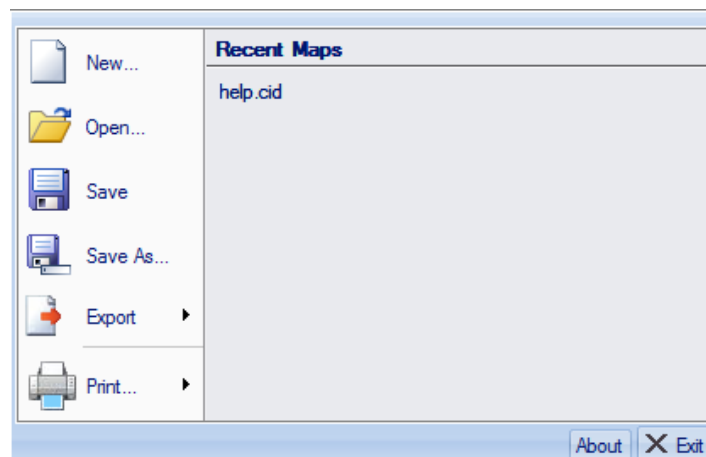 New...
Open...
Save
Save As...
Export
Print...
Recent Maps
help.cid
About
Exit